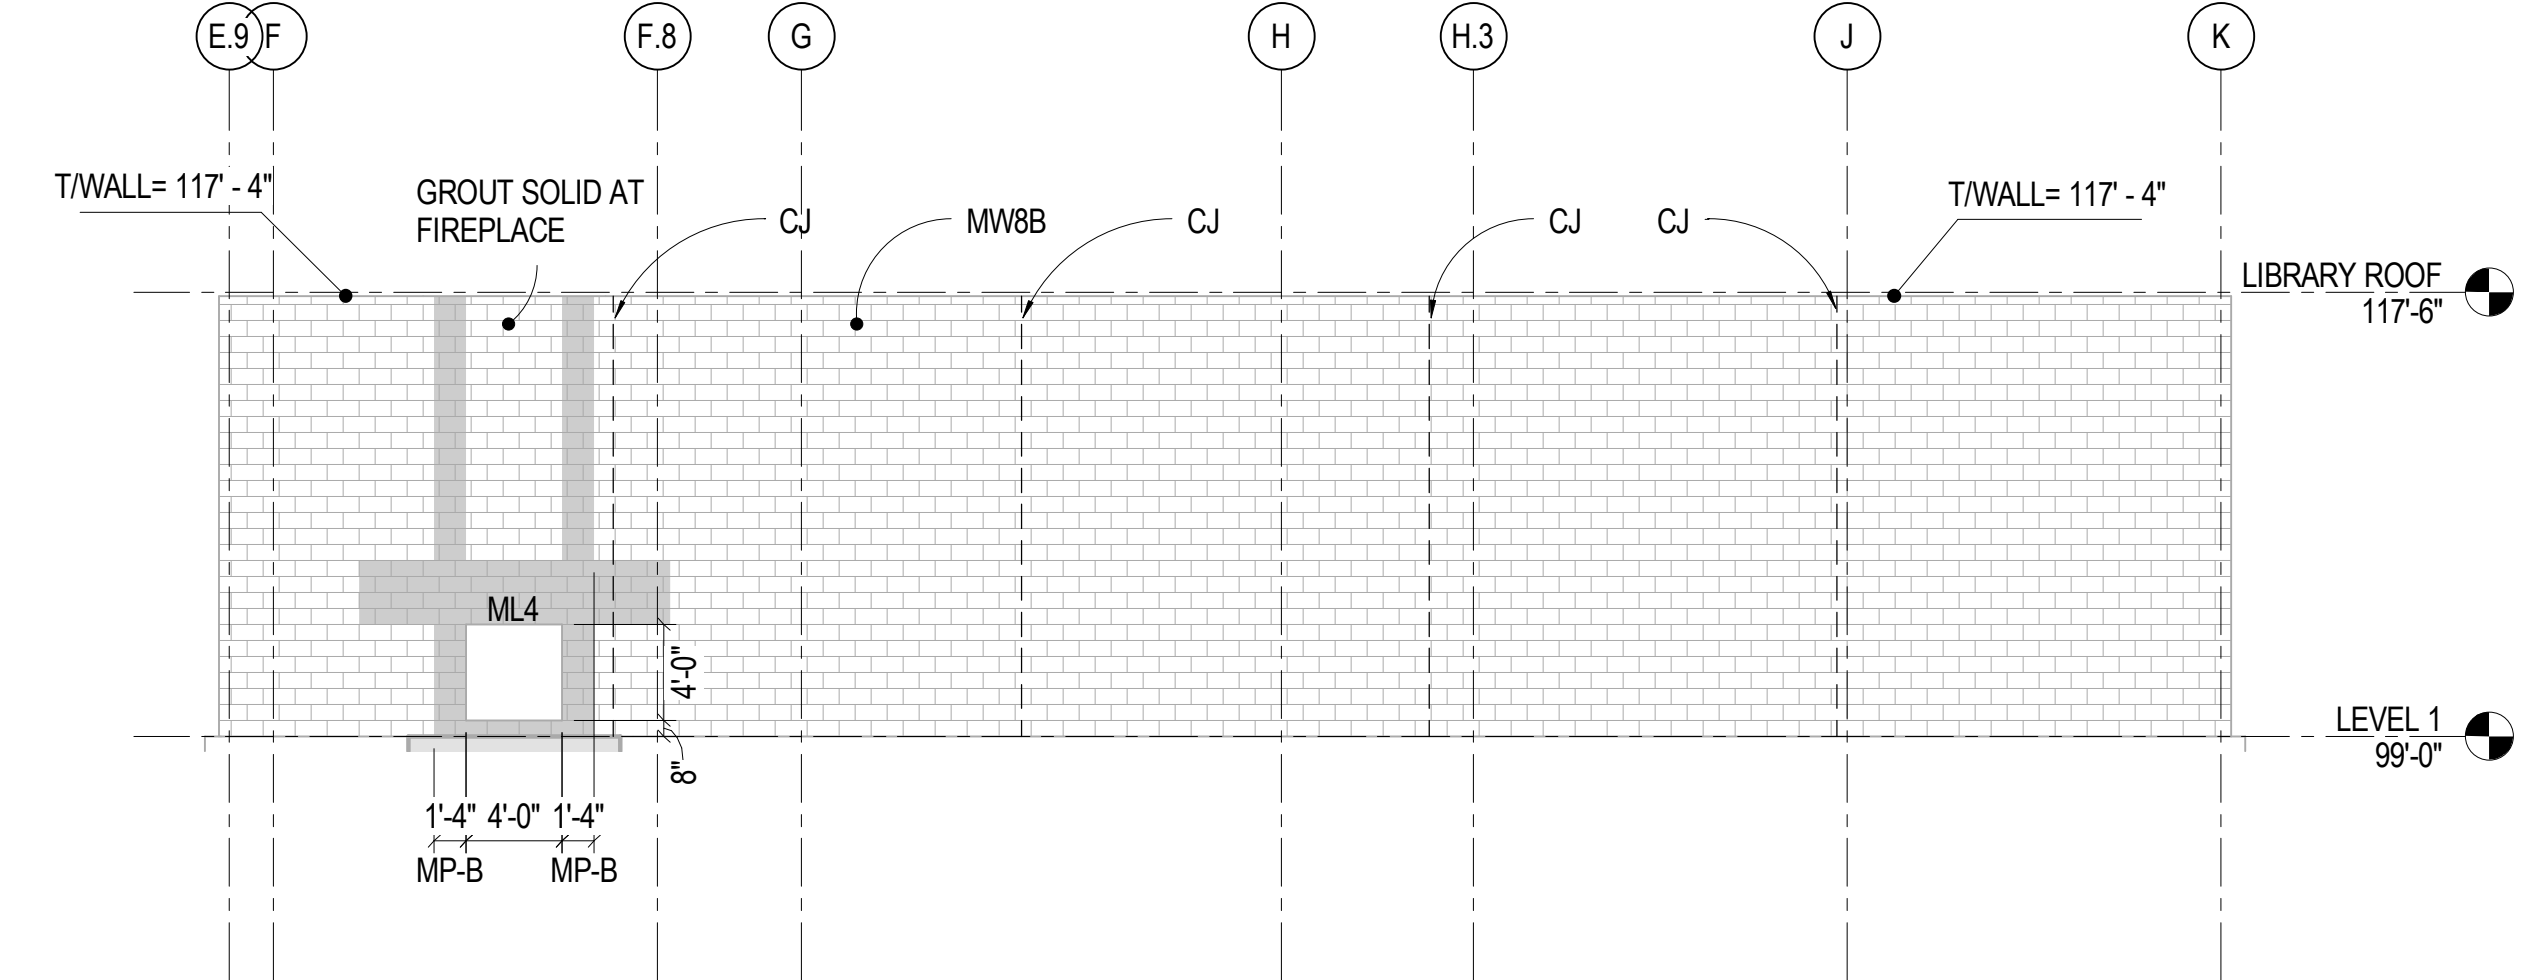 E.9
F
F.8
G
H
H.3
J
K
T/WALL= 117' - 4"
GROUT SOLID AT
FIREPLACE
CJ
MW8B
CJ
CJ
CJ
T/WALL= 117' - 4"
LIBRARY ROOF
117'-6"
ML4
4'-0"
8"
LEVEL 1
99'-0"
1'-4"
4'-0"
1'-4"
MP-B
MP-B